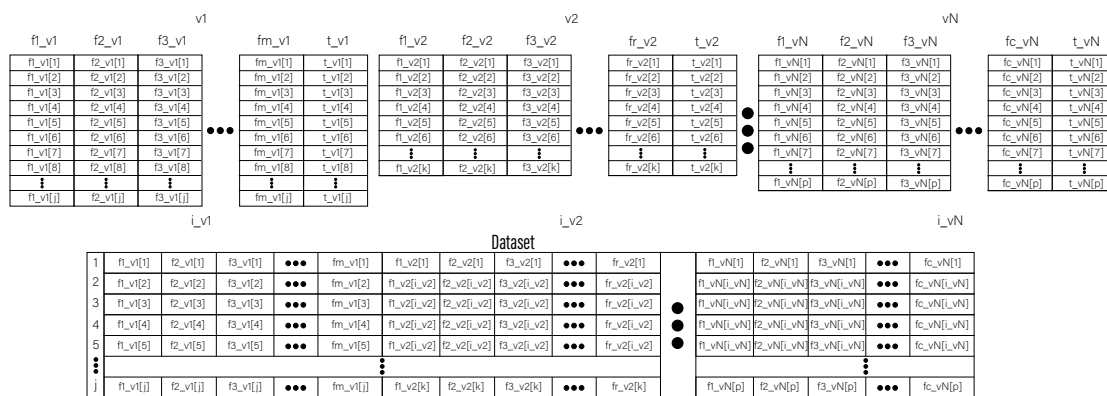 v1 v2 vN
f1_v1 f2_v1 f3_v1 fm_v1 t_v1 f1_v2 f2_v2 f3_v2 fr_v2 t_v2 f1_vN f2_vN f3_vN fc_vN t_vN
f1_v1[1] f2_v1[1] f3_v1[1] fm_v1[1] t_v1[1] f1_v2[1] f2_v2[1] f3_v2[1] fr_v2[1] t_v2[1] f1_vN[1] f2_vN[1] f3_vN[1] fc_vN[1] t_vN[1]
f1_v1[2] f2_v1[2] f3_v1[2] fm_v1[2] t_v1[2] f1_v2[2] f2_v2[2] f3_v2[2] fr_v2[2] t_v2[2] f1_vN[2] f2_vN[2] f3_vN[2] fc_vN[2] t_vN[2]
f1_v1[3] f2_v1[3] f3_v1[3] fm_v1[3] t_v1[3] f1_v2[3] f2_v2[3] f3_v2[3] fr_v2[3] t_v2[3] f1_vN[3] f2_vN[3] f3_vN[3] fc_vN[3] t_vN[3]
f1_v1[4] f2_v1[4] f3_v1[4] fm_v1[4] t_v1[4] f1_v2[4] f2_v2[4] f3_v2[4] fr_v2[4] t_v2[4] f1_vN[4] f2_vN[4] f3_vN[4] fc_vN[4] t_vN[4]
f1_v1[5] f2_v1[5] f3_v1[5] fm_v1[5] t_v1[5] f1_v2[5] f2_v2[5] f3_v2[5] fr_v2[5] t_v2[5] f1_vN[5] f2_vN[5] f3_vN[5] fc_vN[5] t_vN[5]
f1_v1[6] f2_v1[6] f3_v1[6] fm_v1[6] t_v1[6] f1_v2[6] f2_v2[6] f3_v2[6] fr_v2[6] t_v2[6] f1_vN[6] f2_vN[6] f3_vN[6] fc_vN[6] t_vN[6]
f1_v1[7] f2_v1[7] f3_v1[7] fm_v1[7] t_v1[7] f1_vN[7] f2_vN[7] f3_vN[7] fc_vN[7] t_vN[7]
f1_v1[8] f2_v1[8] f3_v1[8] fm_v1[8] t_v1[8] f1_v2[k] f2_v2[k] f3_v2[k] fr_v2[k] t_v2[k]
f1_vN[p] f2_vN[p] f3_vN[p] fc_vN[p] t_vN[p]
f1_v1[j] f2_v1[j] f3_v1[j] fm_v1[j] t_v1[j]
i_v1 i_v2 i_vN
Dataset
1 f1_v1[1] f2_v1[1] f3_v1[1] fm_v1[1] f1_v2[1] f2_v2[1] f3_v2[1] fr_v2[1] f1_vN[1] f2_vN[1] f3_vN[1] fc_vN[1]
2 f1_v1[2] f2_v1[2] f3_v1[2] fm_v1[2] f1_v2[i_v2] f2_v2[i_v2] f3_v2[i_v2] fr_v2[i_v2] f1_vN[i_vN] f2_vN[i_vN] f3_vN[i_vN] fc_vN[i_vN]
3 f1_v1[3] f2_v1[3] f3_v1[3] fm_v1[3] f1_v2[i_v2] f2_v2[i_v2] f3_v2[i_v2] fr_v2[i_v2] f1_vN[i_vN] f2_vN[i_vN] f3_vN[i_vN] fc_vN[i_vN]
4 f1_v1[4] f2_v1[4] f3_v1[4] fm_v1[4] f1_v2[i_v2] f2_v2[i_v2] f3_v2[i_v2] fr_v2[i_v2] f1_vN[i_vN] f2_vN[i_vN] f3_vN[i_vN] fc_vN[i_vN]
5 f1_v1[5] f2_v1[5] f3_v1[5] fm_v1[5] f1_v2[i_v2] f2_v2[i_v2] f3_v2[i_v2] fr_v2[i_v2] f1_vN[i_vN] f2_vN[i_vN] f3_vN[i_vN] fc_vN[i_vN]
j f1_v1[j] f2_v1[j] f3_v1[j] fm_v1[j] f1_v2[k] f2_v2[k] f3_v2[k] fr_v2[k] f1_vN[p] f2_vN[p] f3_vN[p] fc_vN[p]